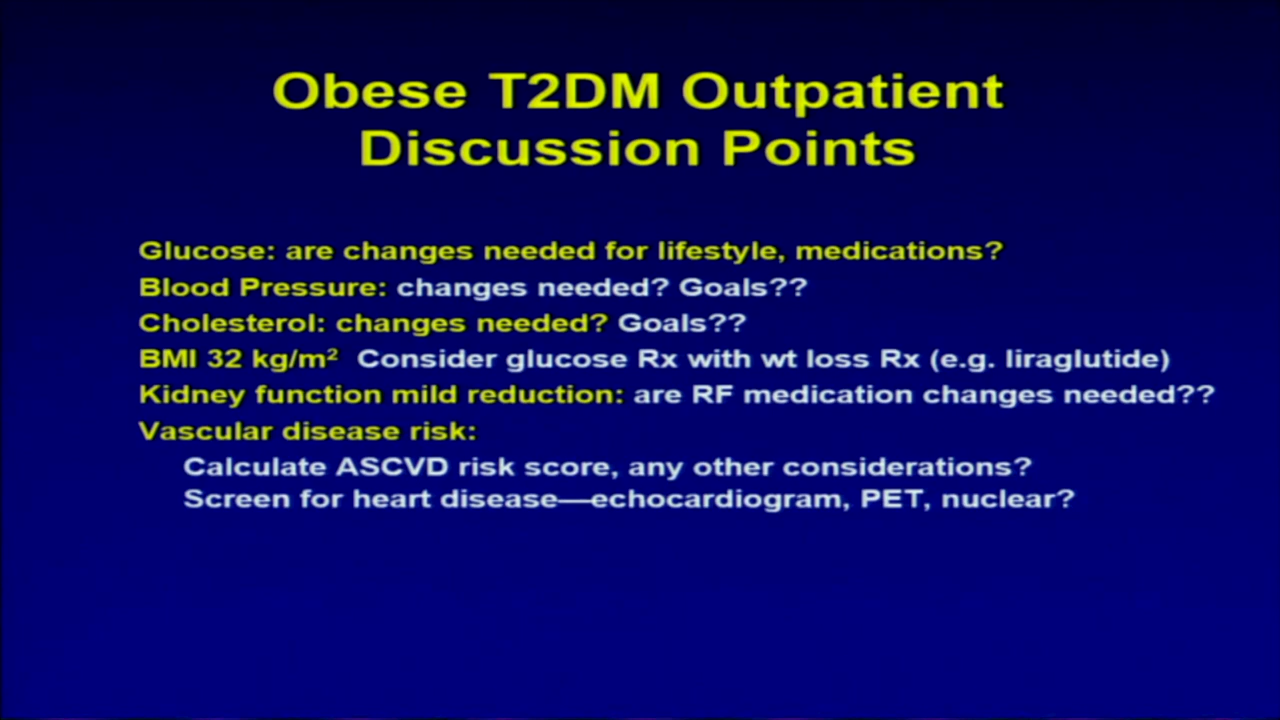 Obese T2DM Outpatient
Discussion Points
Glucose: are changes needed for lifestyle, medications?
Blood Pressure: changes needed? Goals??
Cholesterol: changes needed? Goals??
BMI 32 kg/m² Consider glucose Rx with wt loss Rx (e.g. liraglutide)
Kidney function mild reduction: are RF medication changes needed??
Vascular disease risk:
Calculate ASCVD risk score, any other considerations?
Screen for heart disease—echocardiogram, PET, nuclear?